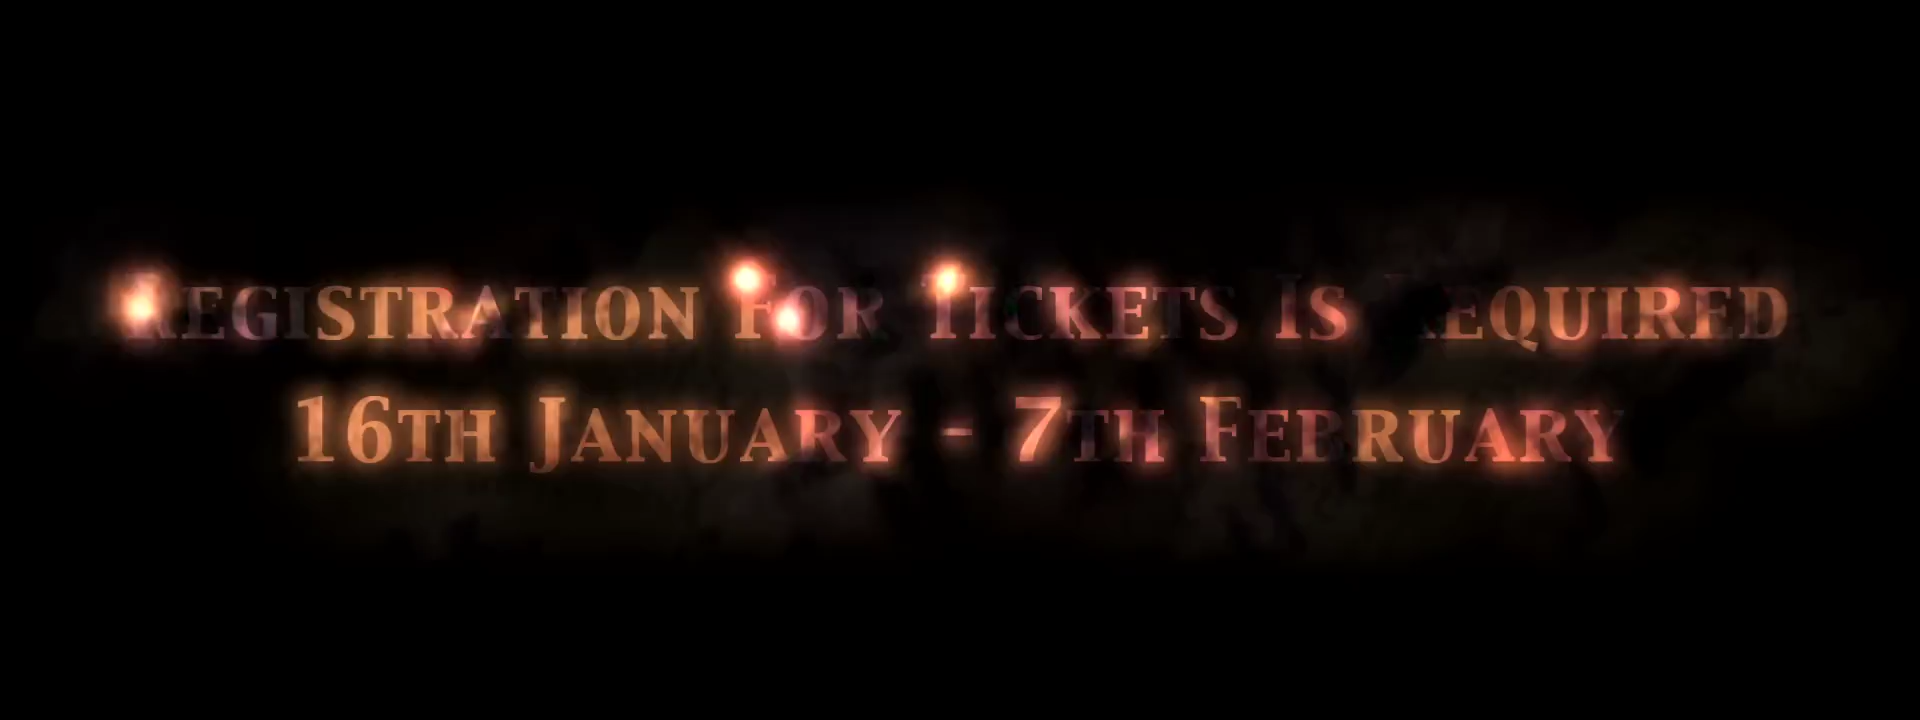 Registration For Tickets Is Required
16th January - 7th February